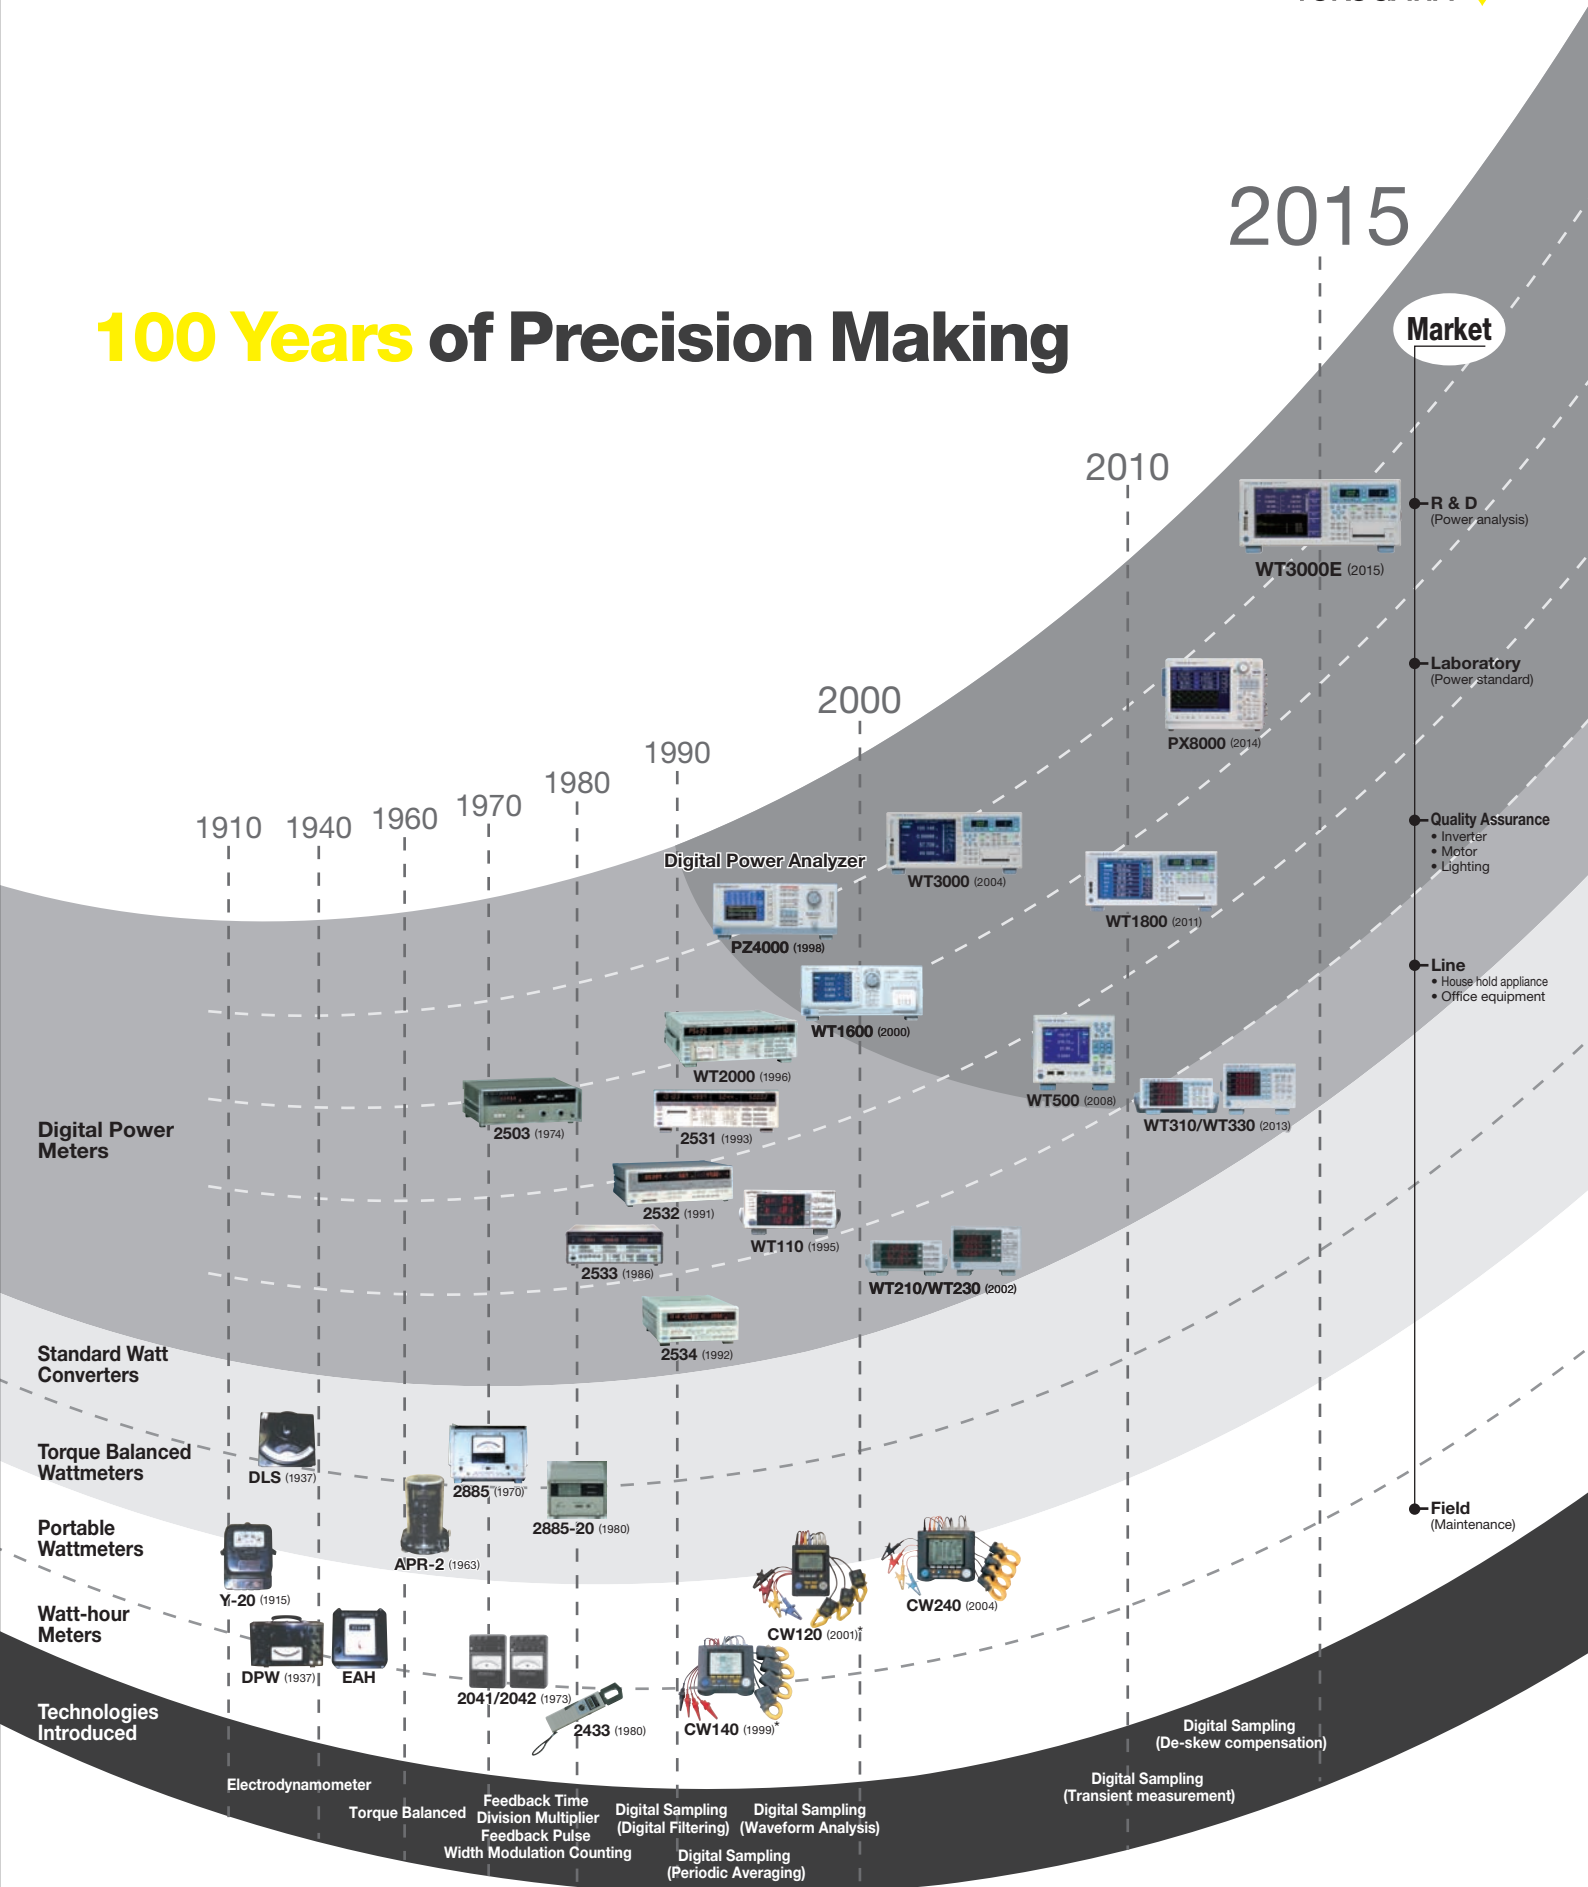 2015
100 Years of Precision Making
Market
2010
R & D
(Power analysis)
WT3000E (2015)
Laboratory
(Power standard)
2000
PX8000 (2014)
1990
1980
1970
1960
1910
1940
Quality Assurance
• Inverter
• Motor
• Lighting
Digital Power Analyzer
WT3000 (2004)
WT1800 (2011)
PZ4000 (1998)
Line
• House hold appliance
• Office equipment
WT1600 (2000)
WT2000 (1996)
WT500 (2008)
WT310/WT330 (2013)
Digital Power
Meters
2503 (1974)
2531 (1993)
2532 (1991)
WT110 (1995)
2533 (1986)
WT210/WT230 (2002)
2534 (1992)
Standard Watt
Converters
Torque Balanced
Wattmeters
DLS (1937)
2885 (1970)
2885-20 (1980)
Field
(Maintenance)
Portable
Wattmeters
APR-2 (1963)
Y-20 (1915)
CW240 (2004)
Watt-hour
Meters
CW120 (2001)*
DPW (1937)
EAH
2041/2042 (1973)
2433 (1980)
CW140 (1999)*
Technologies
Introduced
Digital Sampling
(De-skew compensation)
Electrodynamometer
Digital Sampling
(Transient measurement)
Torque Balanced
Feedback Time
Division Multiplier
Feedback Pulse
Width Modulation Counting
Digital Sampling
(Digital Filtering)
Digital Sampling
(Waveform Analysis)
Digital Sampling
(Periodic Averaging)